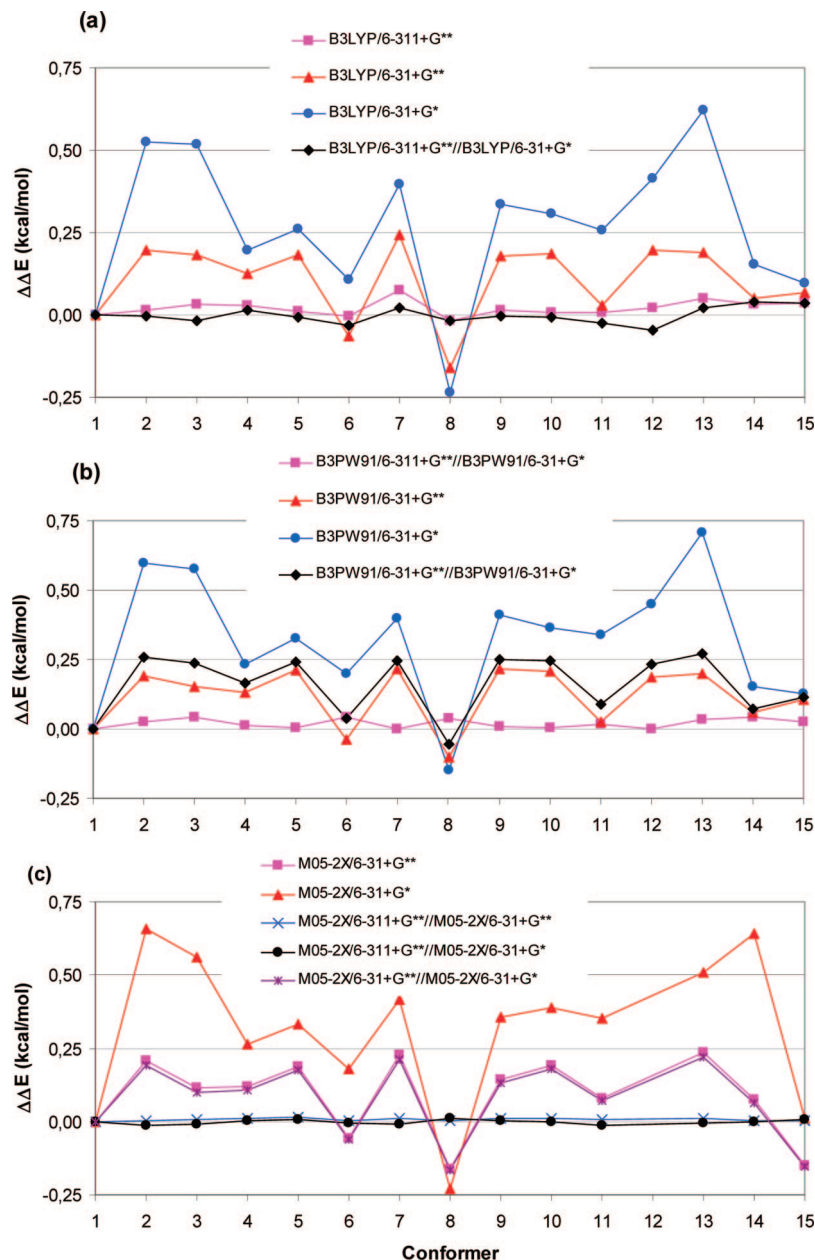 (a)
B3LYP/6-311+G**
B3LYP/6-31+G**
B3LYP/6-31+G*
B3LYP/6-311+G**//B3LYP/6-31+G*
0,75
0,50
0,25
0,00
-0,25
ΔΔE (kcal/mol)
1 2 3 4 5 6 7 8 9 10 11 12 13 14 15
(b)
B3PW91/6-311+G**//B3PW91/6-31+G*
B3PW91/6-31+G**
B3PW91/6-31+G*
B3PW91/6-31+G**//B3PW91/6-31+G*
0,75
0,50
0,25
0,00
-0,25
ΔΔE (kcal/mol)
1 2 3 4 5 6 7 8 9 10 11 12 13 14 15
(c)
M05-2X/6-31+G**
M05-2X/6-31+G*
M05-2X/6-311+G**//M05-2X/6-31+G**
M05-2X/6-311+G**//M05-2X/6-31+G*
M05-2X/6-31+G**//M05-2X/6-31+G*
0,75
0,50
0,25
0,00
-0,25
ΔΔE (kcal/mol)
1 2 3 4 5 6 7 8 9 10 11 13 14 15
Conformer